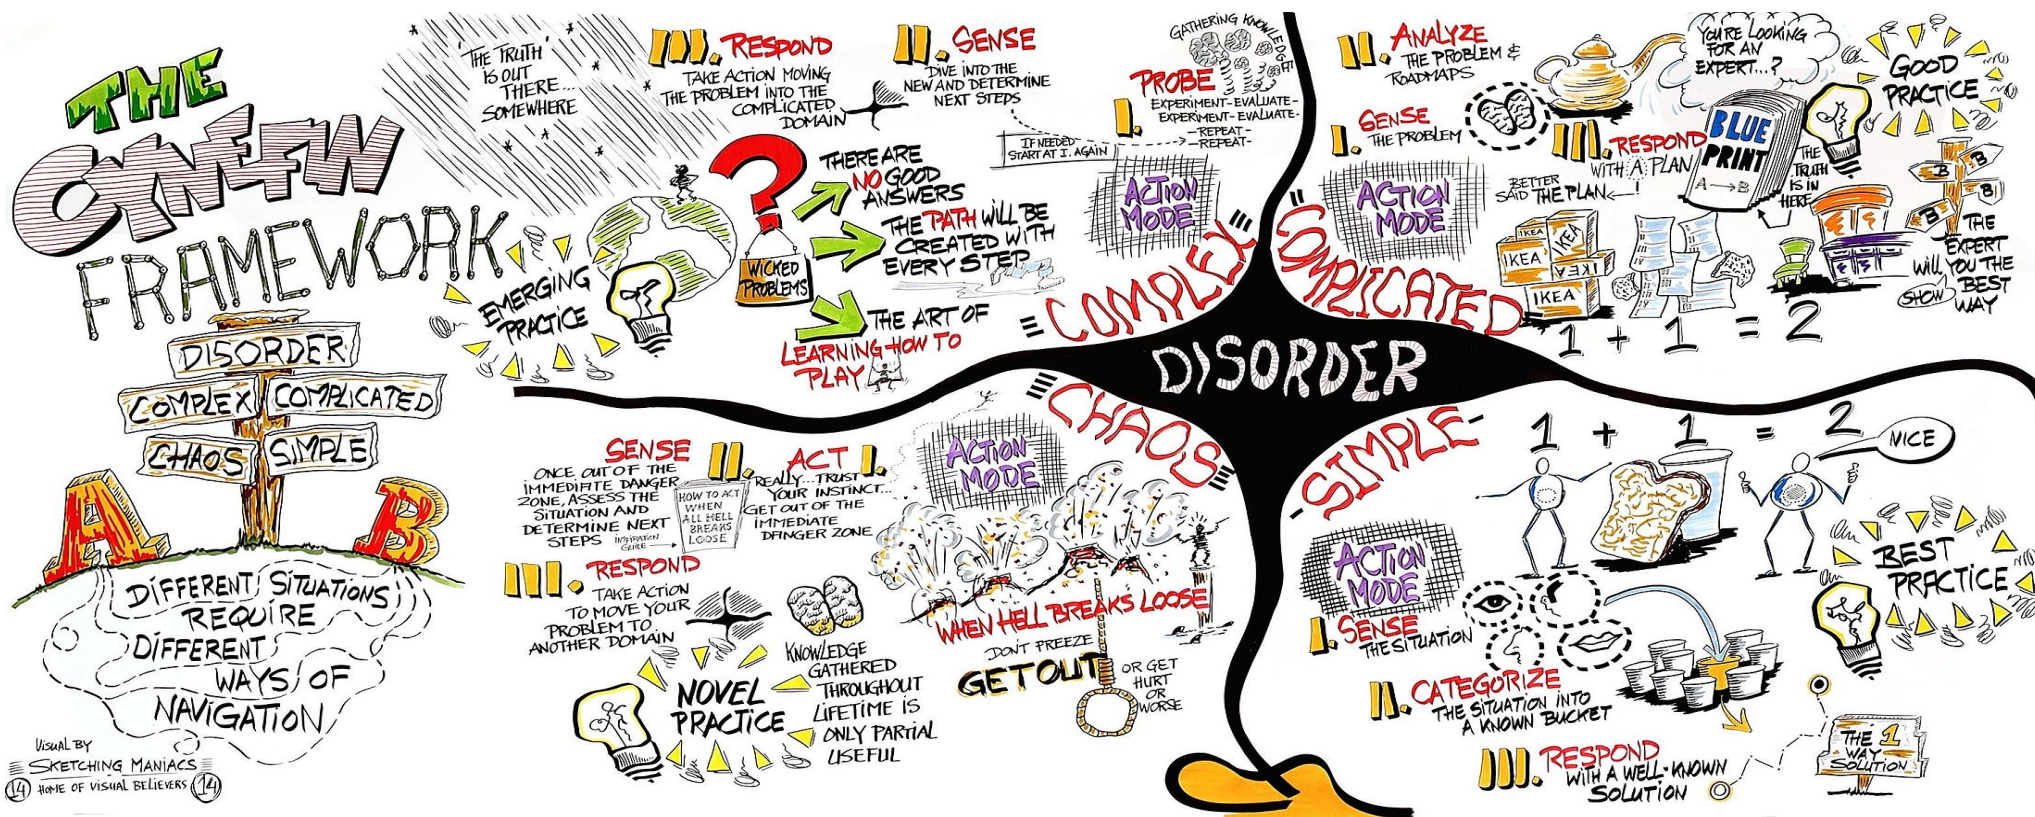 THE
CYNEFIN
FRAMEWORK
DISORDER
COMPLEX
COMPLICATED
CHAOS
SIMPLE
A
B
DIFFERENT SITUATIONS
REQUIRE
DIFFERENT
WAYS OF
NAVIGATION
VISUAL BY
SKETCHING MANIACS
HOME OF VISUAL BELIEVERS
14
14
'THE TRUTH'
IS OUT
THERE...
SOMEWHERE
III. RESPOND
TAKE ACTION MOVING
THE PROBLEM INTO THE
COMPLICATED
DOMAIN
II. SENSE
DIVE INTO THE
NEW AND DETERMINE
NEXT STEPS
GATHERING KNOWLEDGE
I. PROBE
EXPERIMENT-EVALUATE-
EXPERIMENT-EVALUATE-
-REPEAT-
-REPEAT-
IF NEEDED
START AT I. AGAIN
ACTION
MODE
EMERGING
PRACTICE
?
WICKED
PROBLEMS
THERE ARE
NO GOOD
ANSWERS
THE PATH WILL BE
CREATED WITH
EVERY STEP
THE ART OF
LEARNING HOW TO
PLAY
COMPLEX
DISORDER
COMPLICATED
II. ANALYZE
THE PROBLEM &
ROADMAPS
I. SENSE
THE PROBLEM
ACTION
MODE
YOU'RE LOOKING
FOR AN
EXPERT...?
III. RESPOND
WITH A PLAN
BETTER
SAID THE PLAN
BLUE
PRINT
A → B
THE
TRUTH
IS IN
HERE
GOOD
PRACTICE
B
B
B
B
IKEA
IKEA
IKEA
IKEA
IKEA
THE
EXPERT
WILL YOU THE
SHOW BEST
WAY
1 + 1 = 2
CHAOS
ACTION
MODE
ACT I.
REALLY...TRUST
YOUR INSTINCT...
GET OUT OF THE
IMMEDIATE
DANGER ZONE
SENSE II.
ONCE OUT OF THE
IMMEDIATE DANGER
ZONE, ASSESS THE
SITUATION AND
DETERMINE NEXT
STEPS
INSPIRATION
GUIDE
HOW TO ACT
WHEN
ALL HELL
BREAKS
LOOSE
III. RESPOND
TAKE ACTION
TO MOVE YOUR
PROBLEM TO
ANOTHER DOMAIN
NOVEL
PRACTICE
KNOWLEDGE
GATHERED
THROUGHOUT
LIFETIME IS
ONLY PARTIAL
USEFUL
WHEN HELL BREAKS LOOSE
DON'T FREEZE
GET OUT
OR GET
HURT
OR
WORSE
-SIMPLE-
1 + 1 = 2
NICE
ACTION
MODE
I. SENSE
THE SITUATION
II. CATEGORIZE
THE SITUATION INTO
A KNOWN BUCKET
III. RESPOND
WITH A WELL-KNOWN
SOLUTION
BEST
PRACTICE
THE 1
WAY
SOLUTION